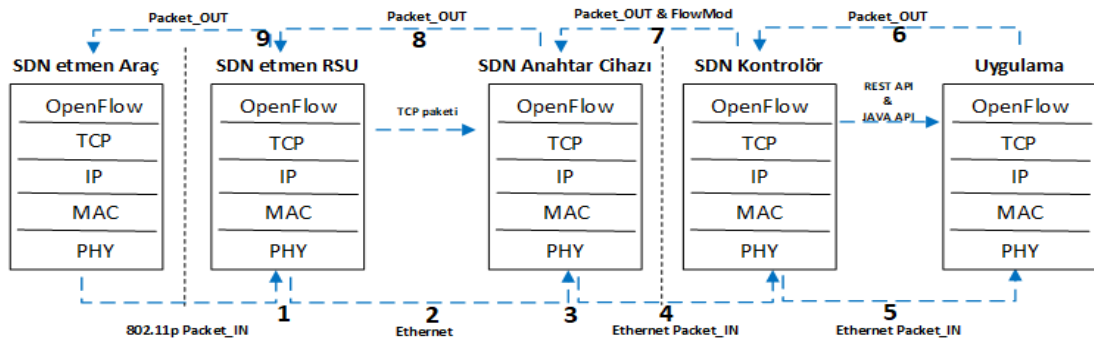 Packet_OUT
Packet_OUT
Packet_OUT & FlowMod
Packet_OUT
9
8
7
6
SDN etmen Araç
SDN etmen RSU
SDN Anahtar Cihazı
SDN Kontrolör
Uygulama
OpenFlow
TCP
IP
MAC
PHY
OpenFlow
TCP
IP
MAC
PHY
TCP paketi
OpenFlow
TCP
IP
MAC
PHY
OpenFlow
TCP
IP
MAC
PHY
REST API
&
JAVA API
OpenFlow
TCP
IP
MAC
PHY
1
2
3
4
5
802.11p Packet_IN
Ethernet
Ethernet Packet_IN
Ethernet Packet_IN